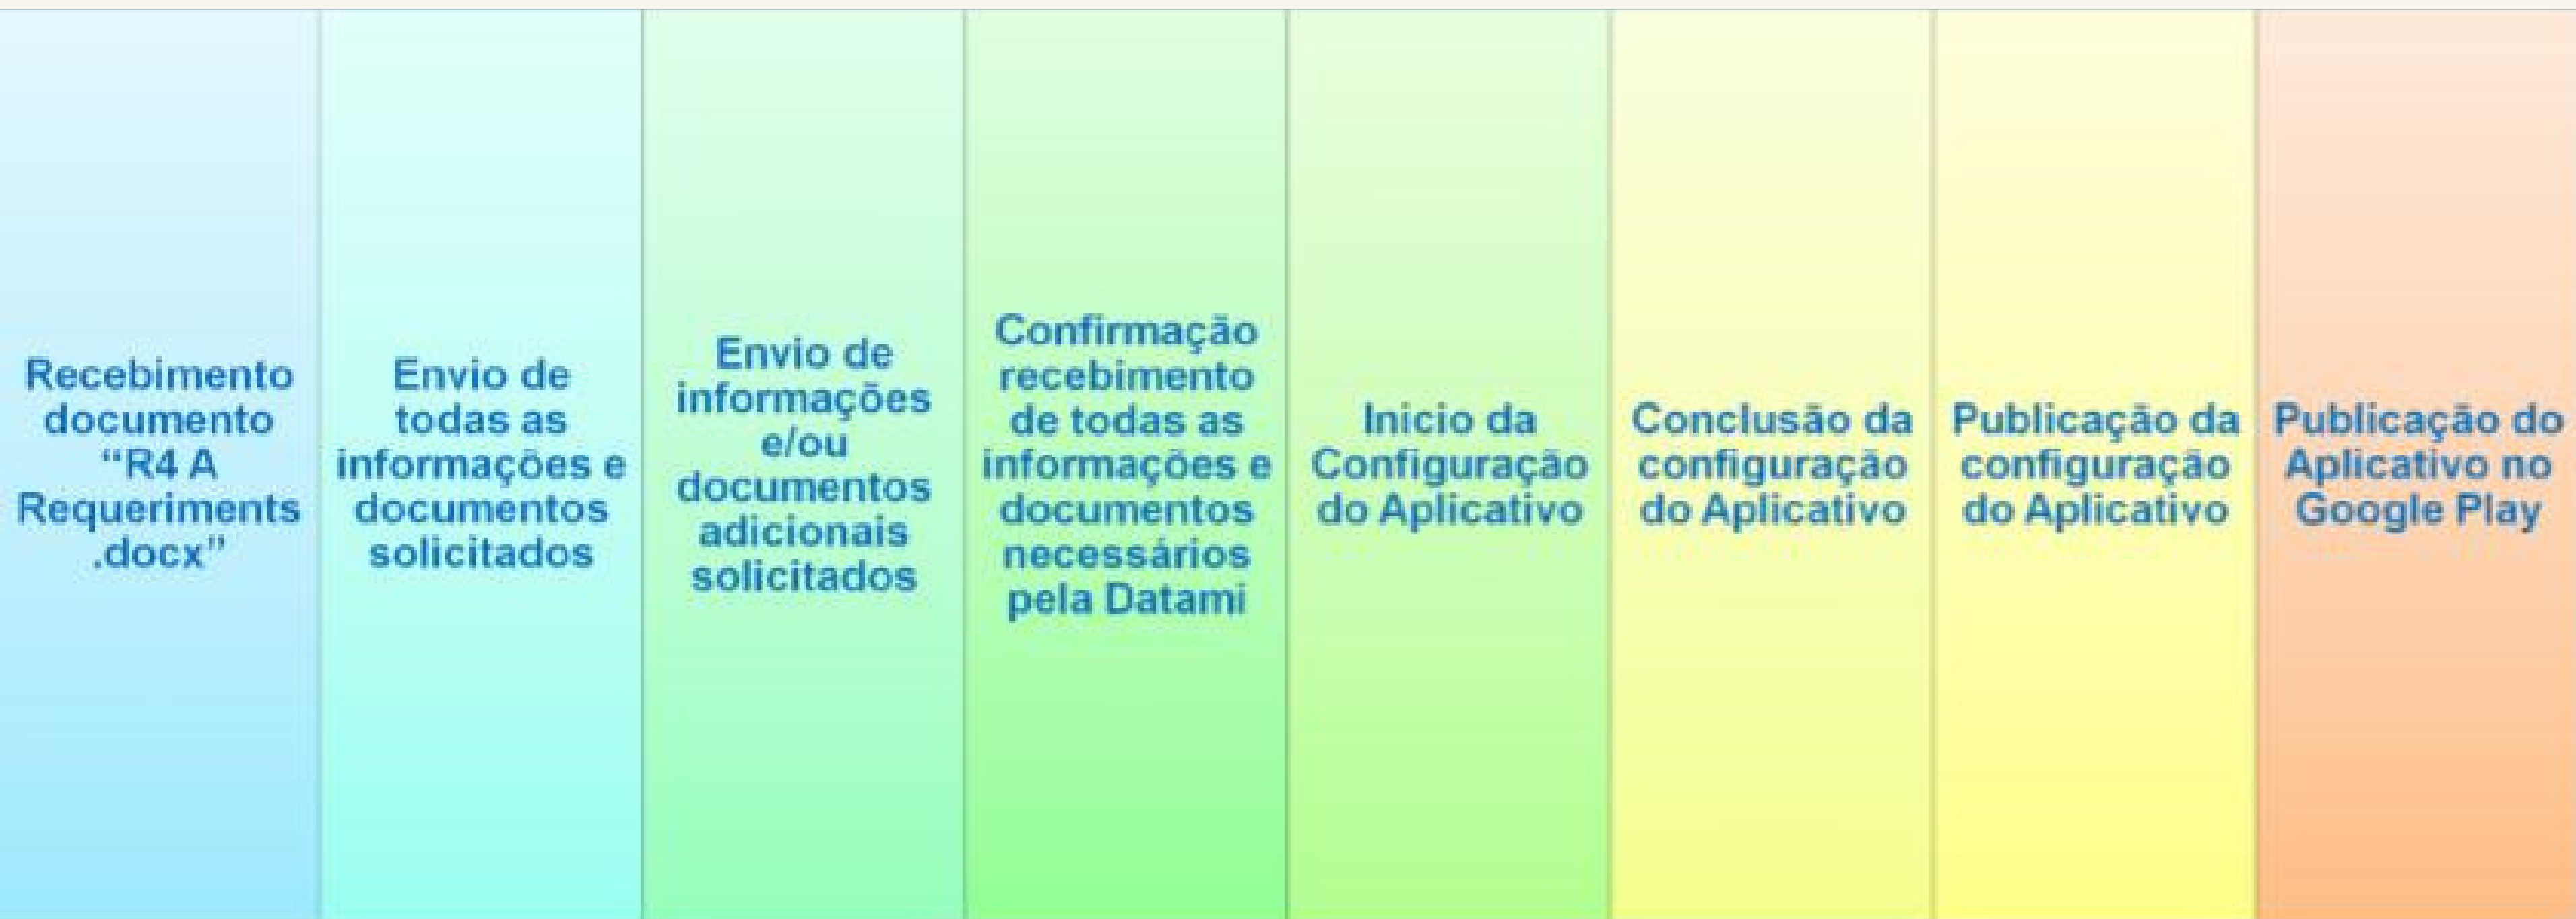 Recebimento
documento
“R4 A
Requeriments
.docx”
Envio de
todas as
informações e
documentos
solicitados
Envio de
informações
e/ou
documentos
adicionais
solicitados
Confirmação
recebimento
de todas as
informações e
documentos
necessários
pela Datami
Inicio da
Configuração
do Aplicativo
Conclusão da
configuração
do Aplicativo
Publicação da
configuração
do Aplicativo
Publicação do
Aplicativo no
Google Play